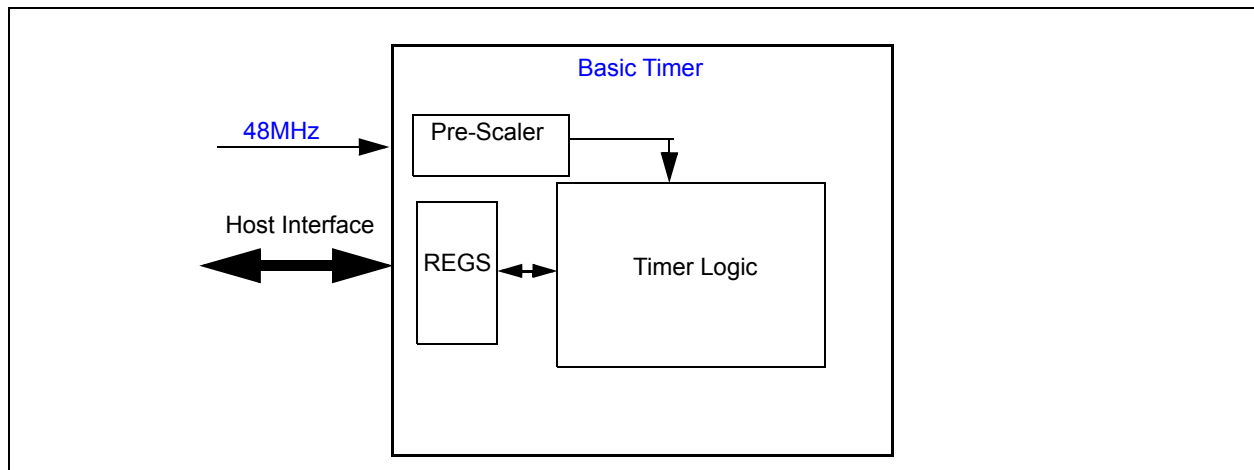 Basic Timer
48MHz
Pre-Scaler
Host Interface
REGS
Timer Logic